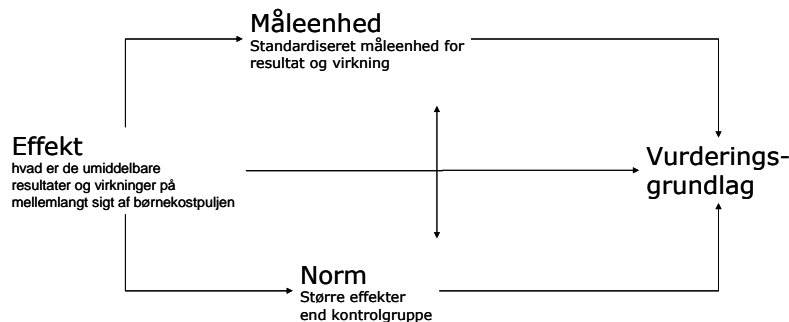 Måleenhed
Standardiseret måleenhed for
resultat og virkning
Effekt
hvad er de umiddelbare
resultater og virkninger på
mellemlangt sigt af børnekostpuljen
Vurderings-
grundlag
Norm
Större effekter
end kontrolgruppe